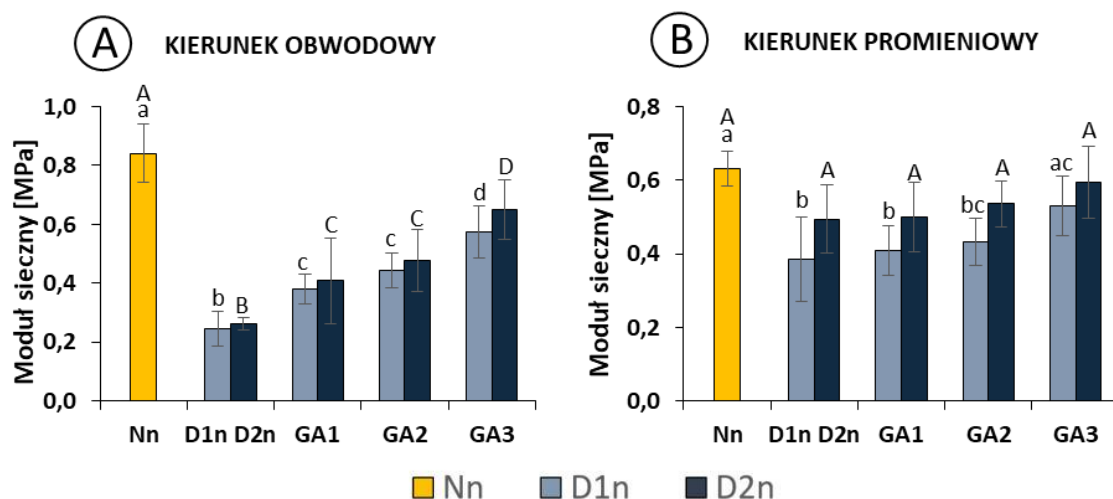 A KIERUNEK OBWODOWY
Moduł sieczny [MPa]
1,0
0,8
0,6
0,4
0,2
0,0
A
a
b
B
c
C
c
C
d
D
Nn D1n D2n GA1 GA2 GA3
B KIERUNEK PROMIENIOWY
Moduł sieczny [MPa]
0,8
0,6
0,4
0,2
0,0
A
a
b
A
b
A
bc
A
ac
A
Nn D1n D2n GA1 GA2 GA3
Nn D1n D2n